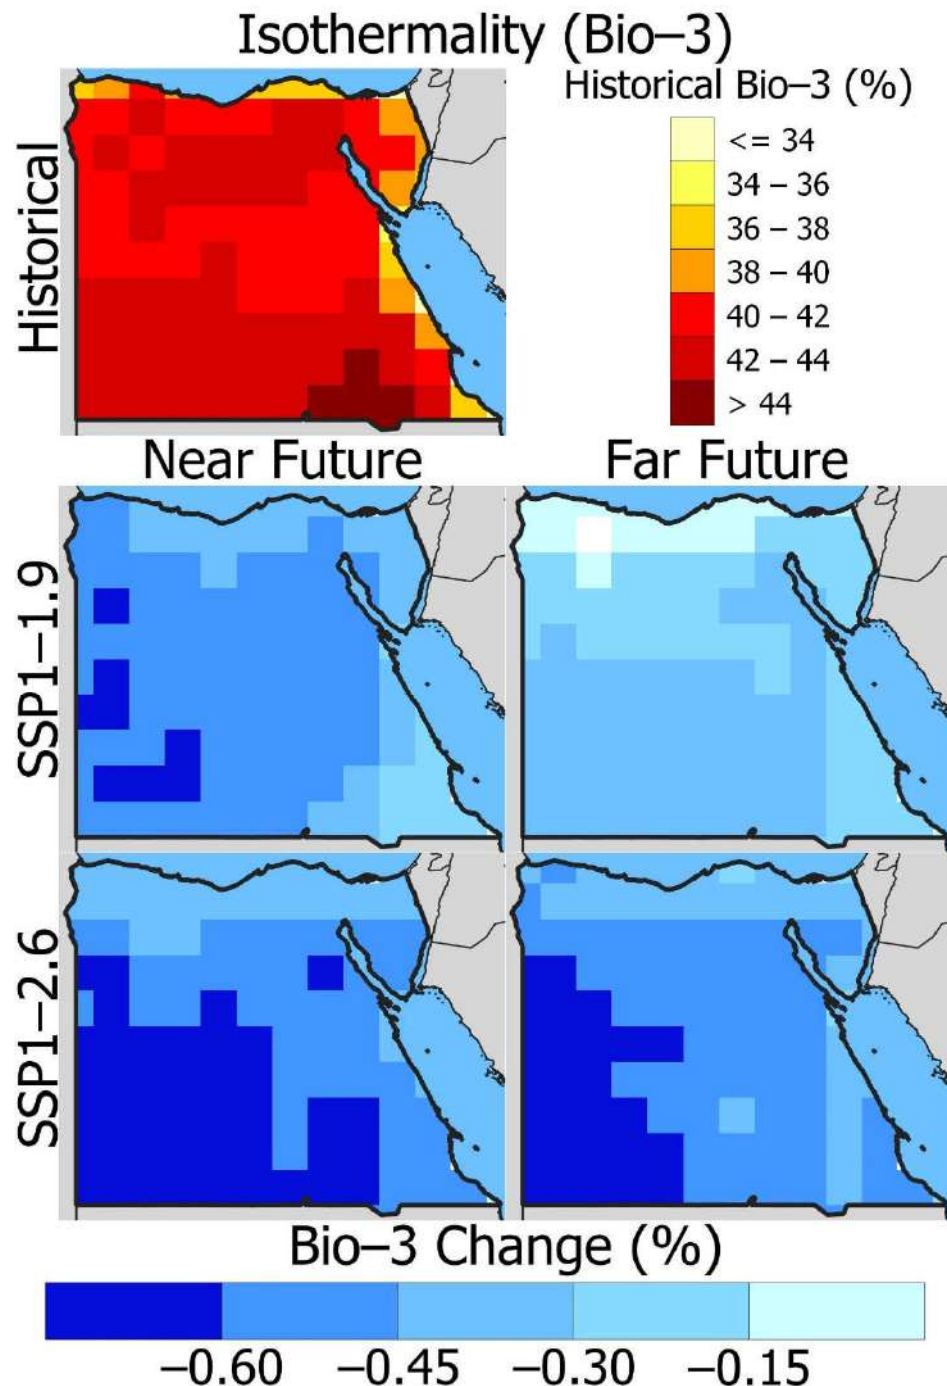 Isothermality (Bio–3)
Historical
Historical Bio–3 (%)
<= 34
34 – 36
36 – 38
38 – 40
40 – 42
42 – 44
> 44
Near Future
Far Future
SSP1–1.9
SSP1–2.6
Bio–3 Change (%)
–0.60 –0.45 –0.30 –0.15